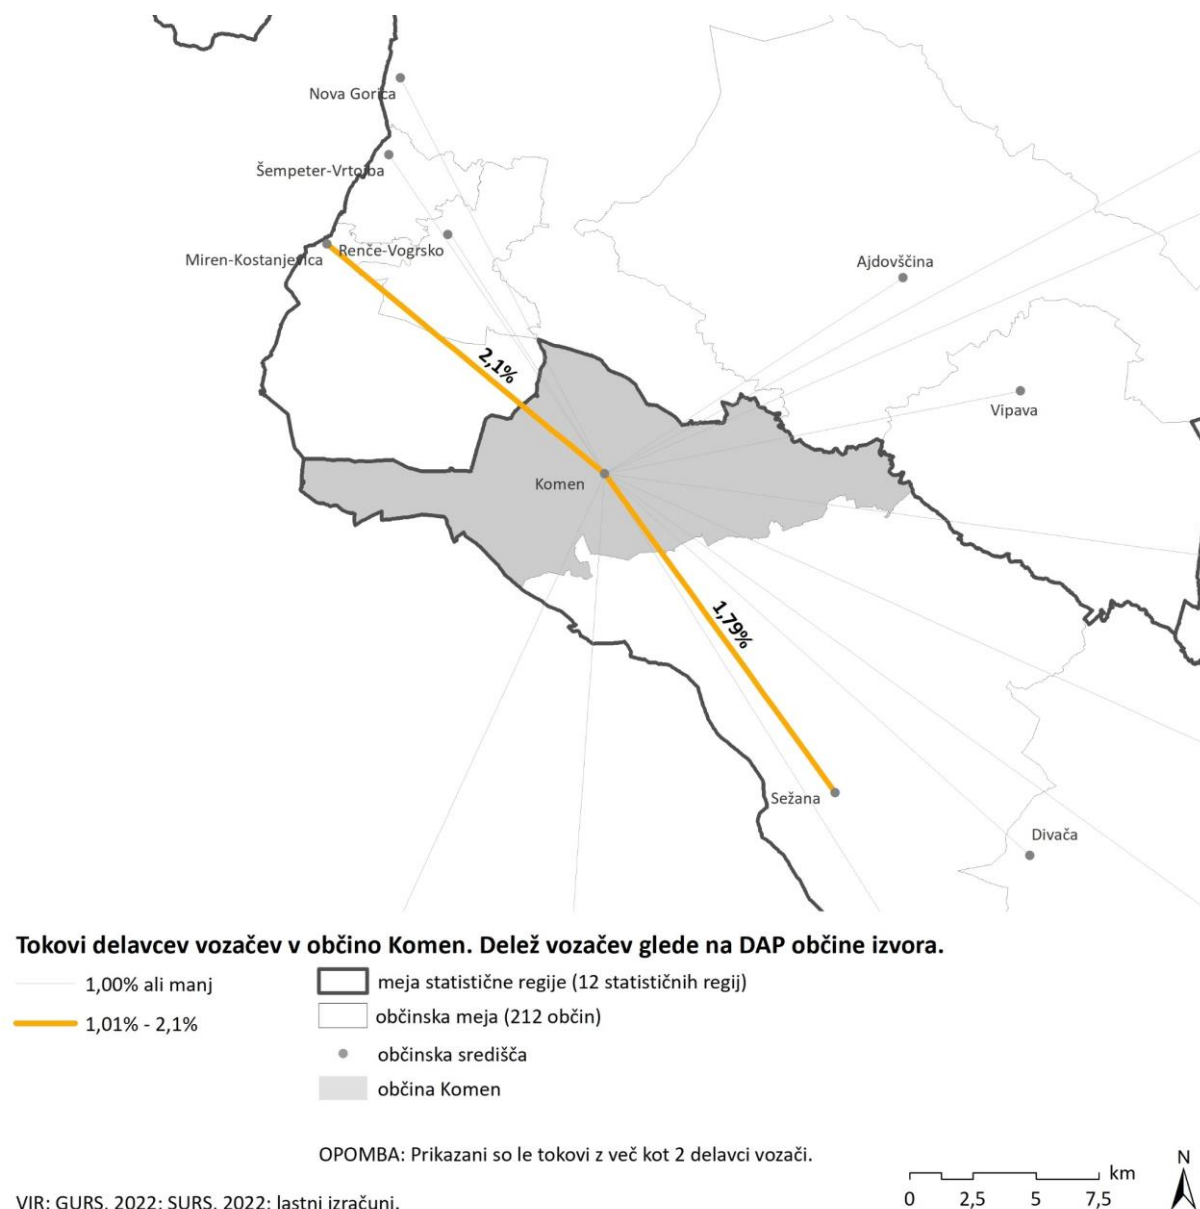 Nova Gorica
Šempeter-Vrtojba
Miren-Kostanjevica
Renče-Vogrsko
Ajdovščina
2,1%
Vipava
Komen
1,79%
Sežana
Divača
Tokovi delavcev vozačev v občino Komen. Delež vozačev glede na DAP občine izvora.
1,00% ali manj
meja statistične regije (12 statističnih regij)
1,01% - 2,1%
občinska meja (212 občin)
občinska središča
občina Komen
OPOMBA: Prikazani so le tokovi z več kot 2 delavci vozači.
N
km
0 2,5 5 7,5
VIR: GURS, 2022; SURS, 2022; lastni izračuni.